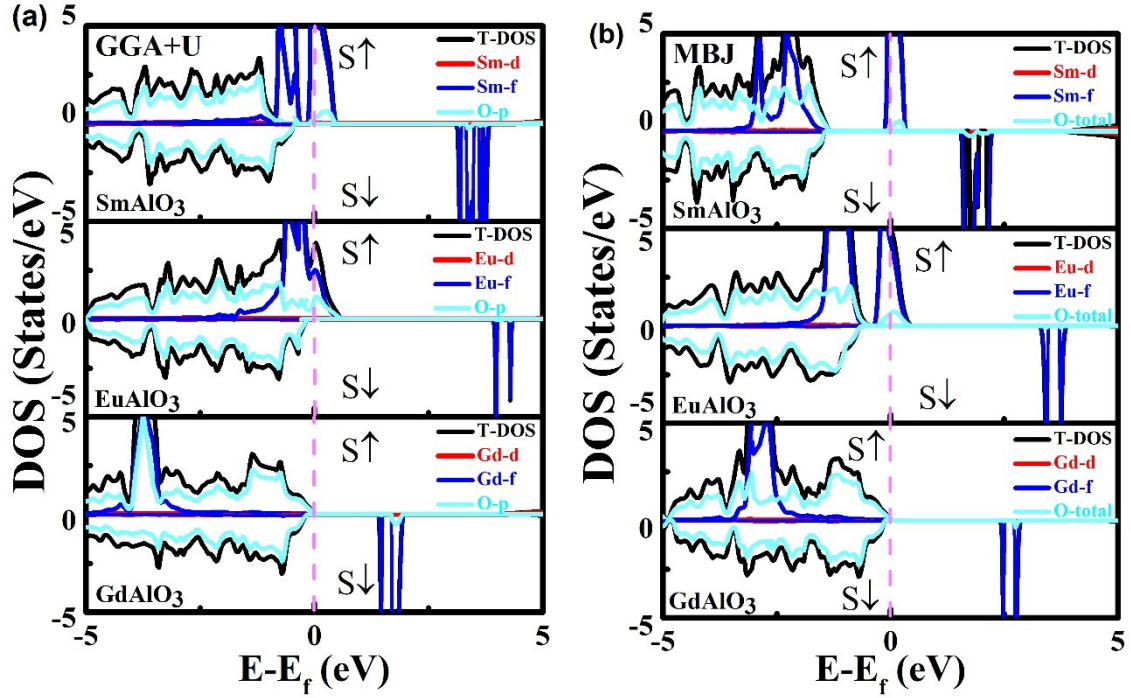 (a)
DOS (States/eV)
5
GGA+U
S↑
T-DOS
Sm-d
Sm-f
O-p
0
S↓
SmAlO3
-5
5
S↑
T-DOS
Eu-d
Eu-f
O-p
0
S↓
EuAlO3
-5
5
S↑
T-DOS
Gd-d
Gd-f
O-p
0
S↓
GdAlO3
-5
-5 0 5
E-Ef (eV)
(b)
DOS (States/eV)
5
MBJ
S↑
T-DOS
Sm-d
Sm-f
O-total
0
S↓
SmAlO3
-5
5
S↑
T-DOS
Eu-d
Eu-f
O-total
0
S↓
EuAlO3
-5
5
S↑
T-DOS
Gd-d
Gd-f
O-total
0
S↓
GdAlO3
-5
-5 0 5
E-Ef (eV)